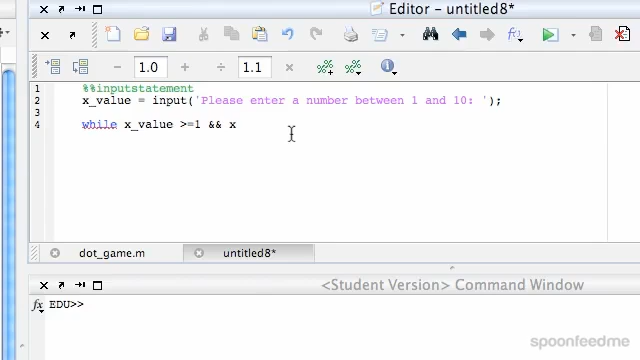 Editor - untitled8*
1.0
1.1
1 %%inputstatement
2 x_value = input('Please enter a number between 1 and 10: ');
3
4 while x_value >=1 && x
dot_game.m
untitled8*
<Student Version> Command Window
fx EDU>>
spoonfeedme